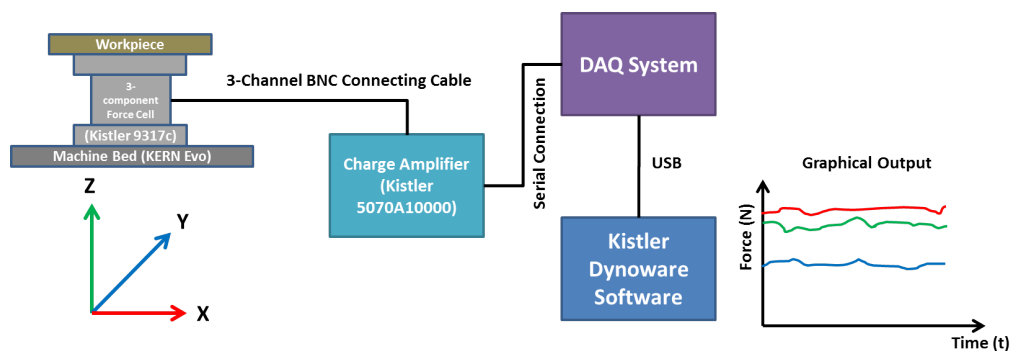 Workpiece
3-
component
Force Cell
(Kistler 9317c)
Machine Bed (KERN Evo)
3-Channel BNC Connecting Cable
Charge Amplifier
(Kistler
5070A10000)
Serial Connection
DAQ System
USB
Kistler
Dynoware
Software
Graphical Output
Force (N)
Time (t)
Z
Y
X